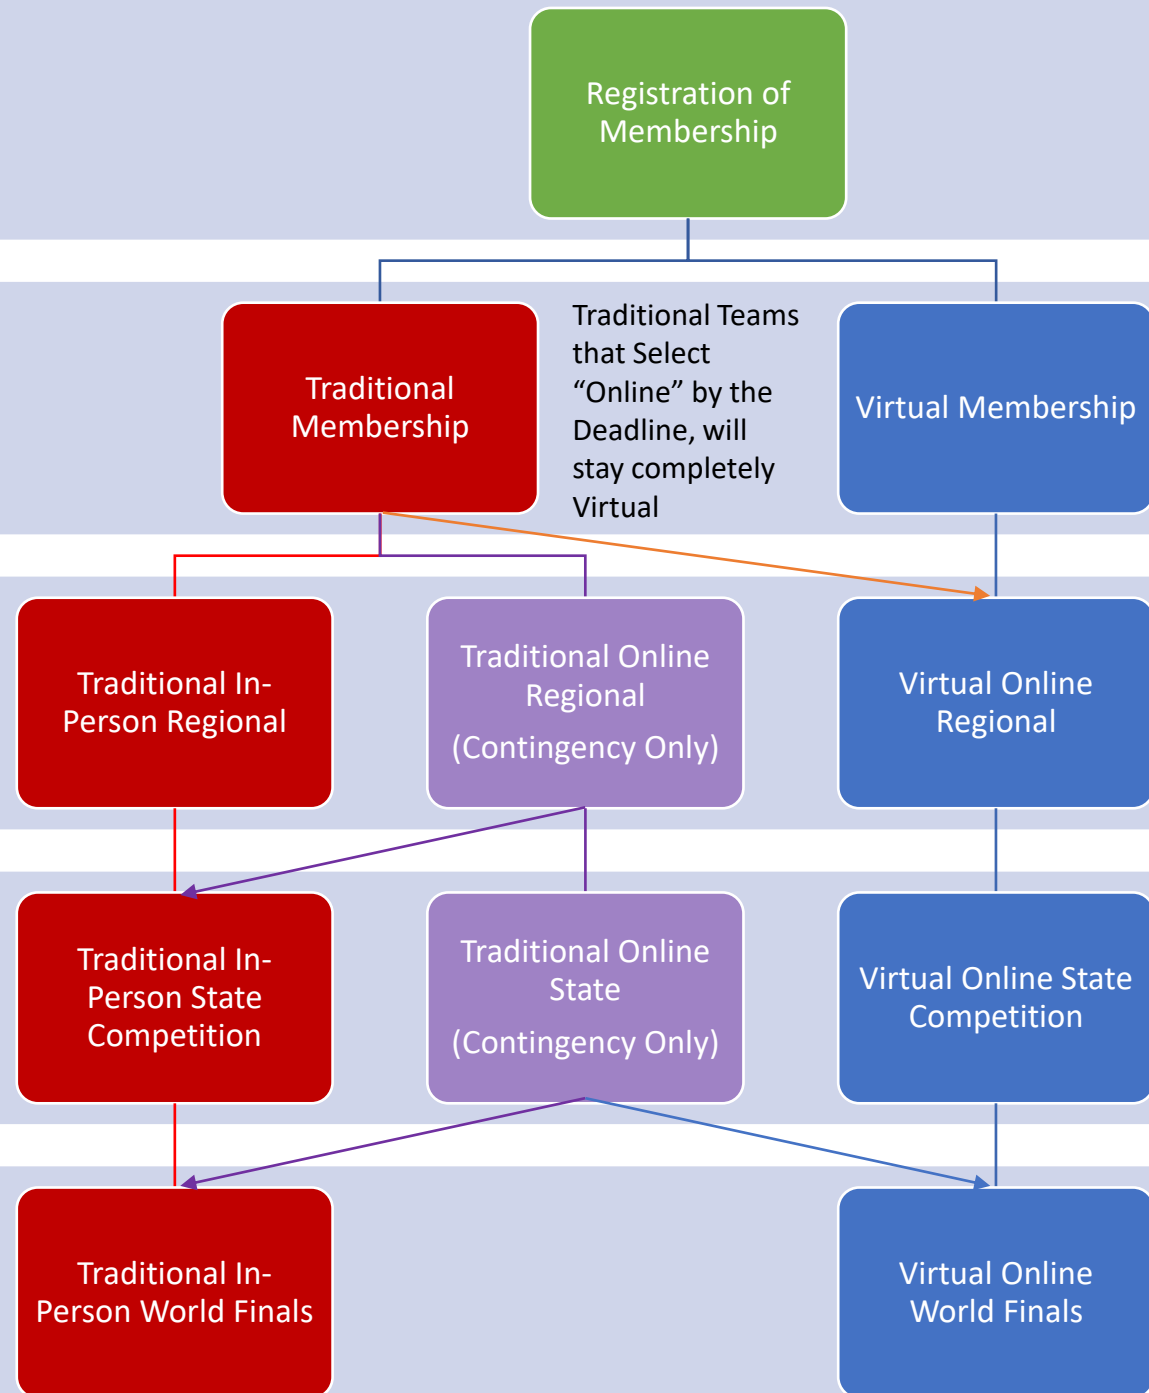 Registration of
Membership
Traditional
Membership
Traditional Teams
that Select
“Online” by the
Deadline, will
stay completely
Virtual
Virtual Membership
Traditional In-
Person Regional
Traditional Online
Regional
(Contingency Only)
Virtual Online
Regional
Traditional In-
Person State
Competition
Traditional Online
State
(Contingency Only)
Virtual Online State
Competition
Traditional In-
Person World Finals
Virtual Online
World Finals